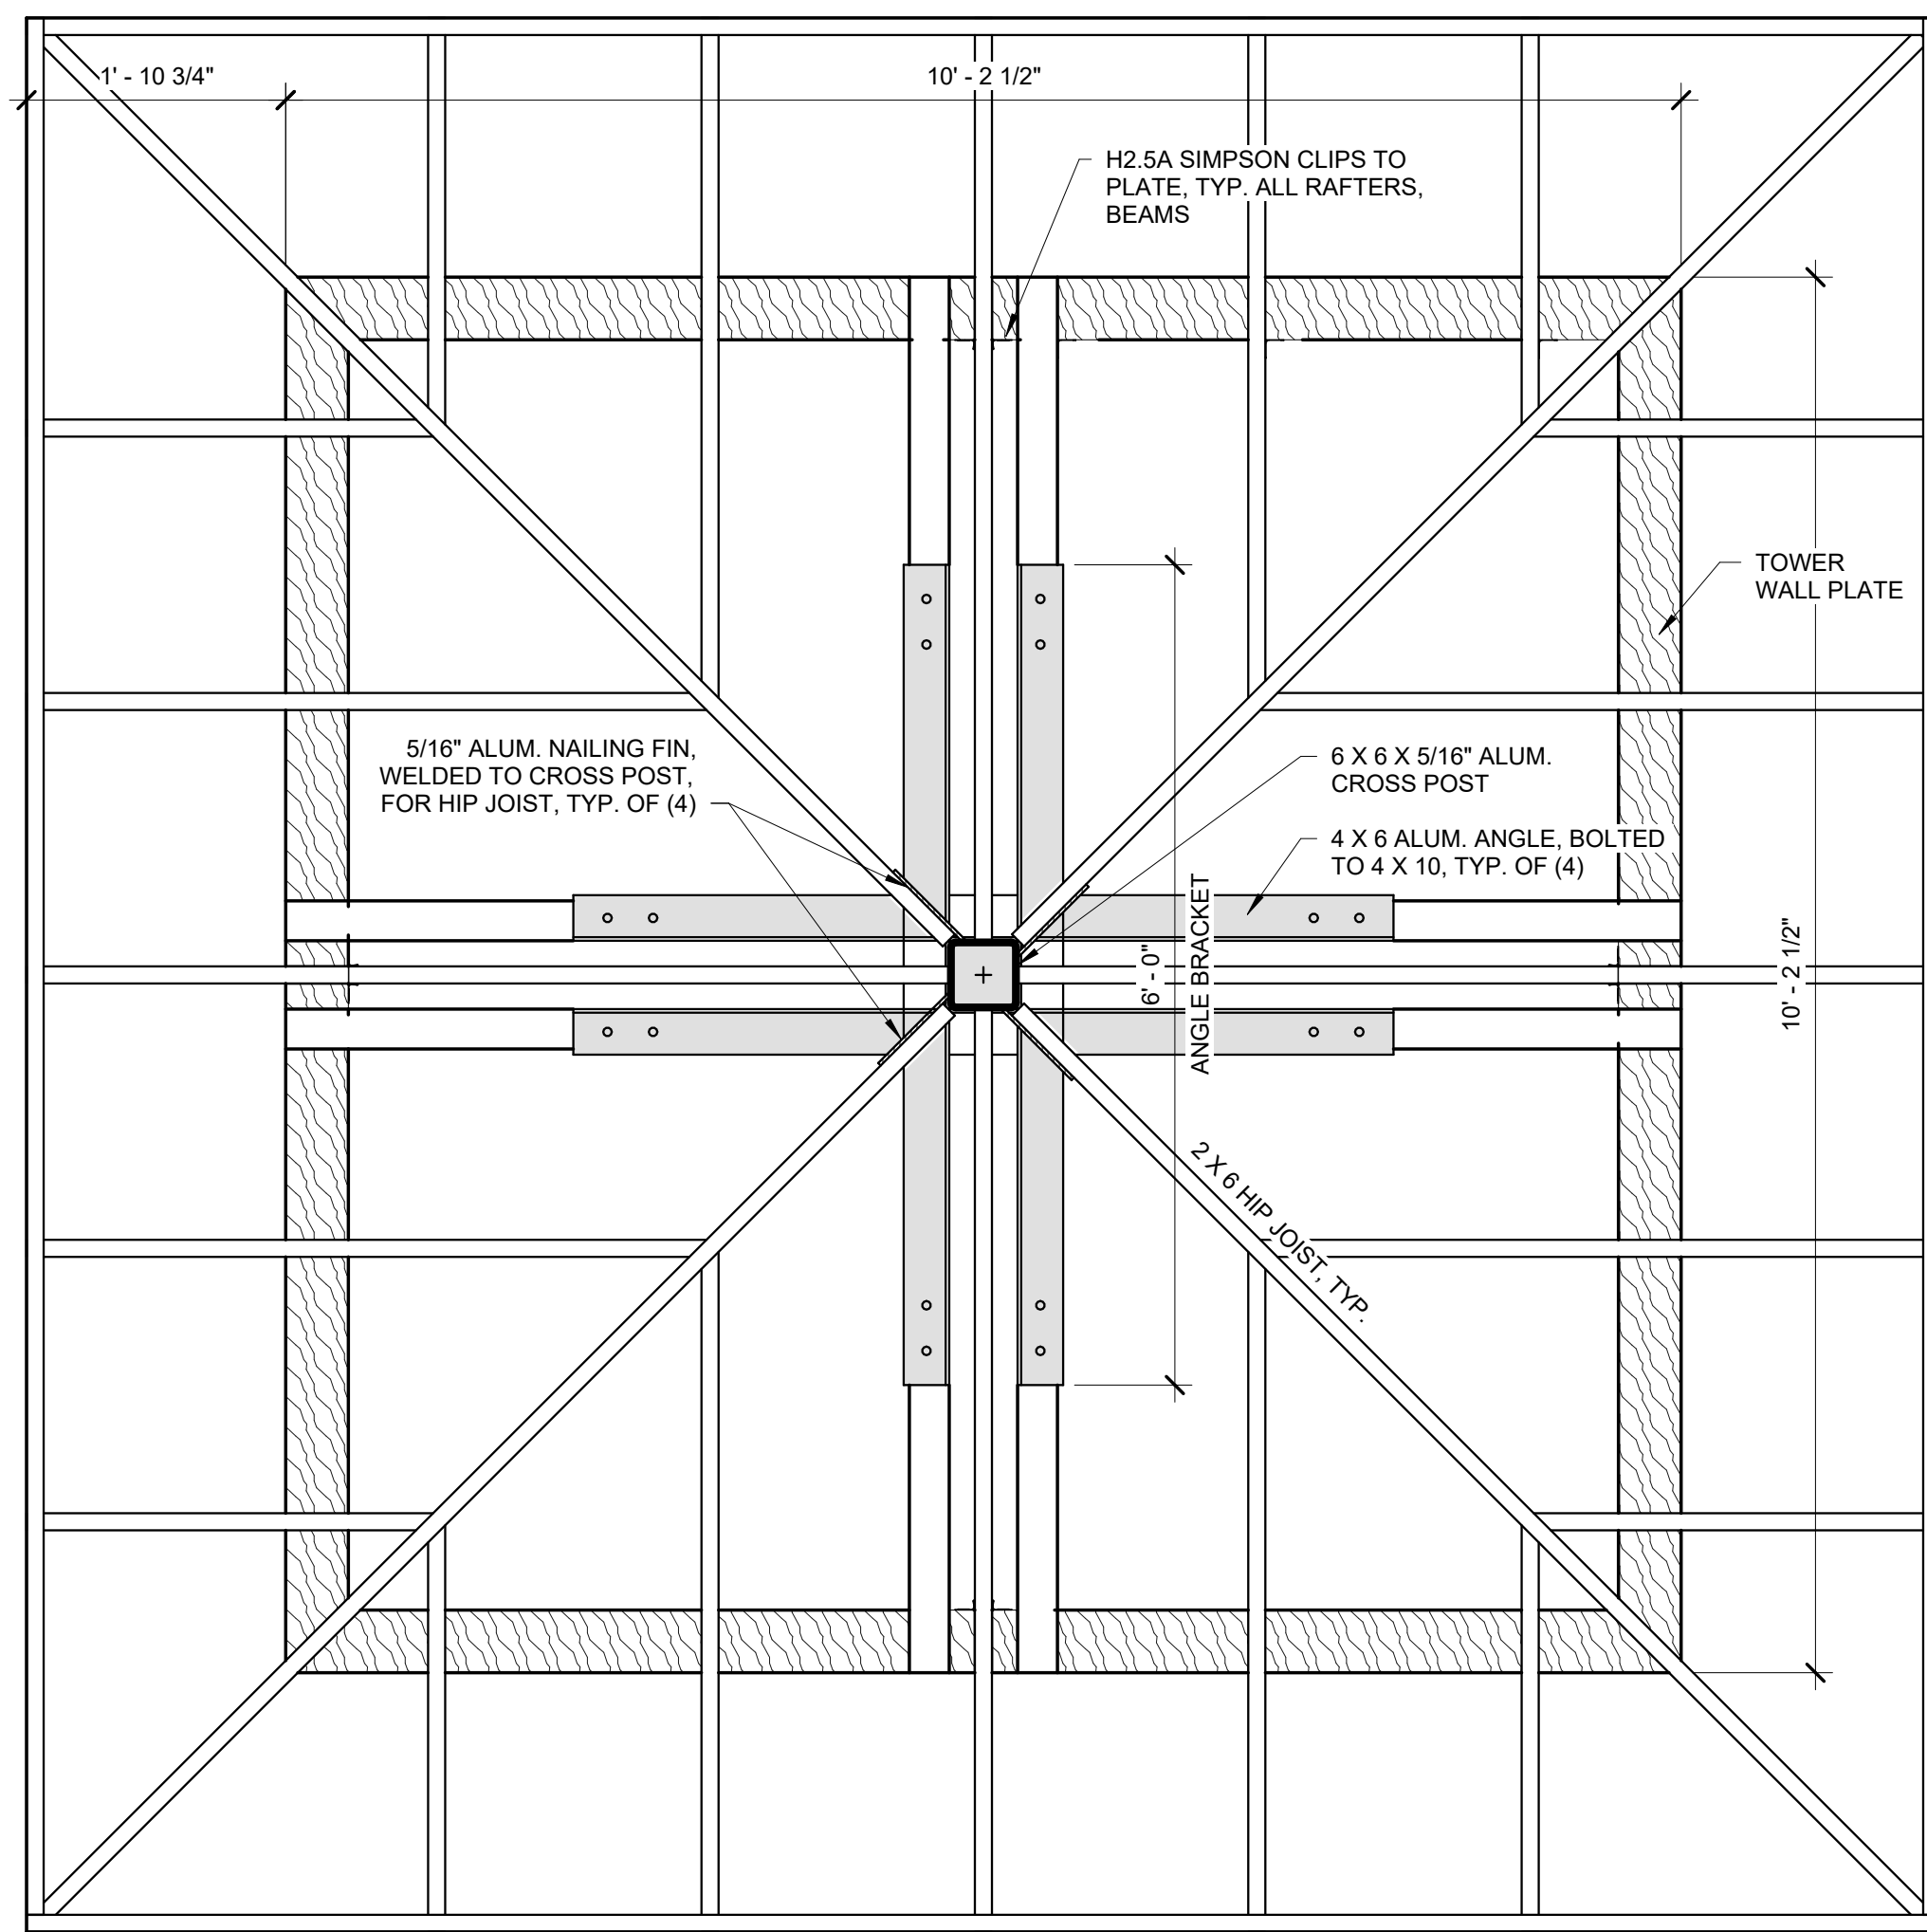 1' - 10 3/4"
10' - 2 1/2"
H2.5A SIMPSON CLIPS TO
PLATE, TYP. ALL RAFTERS,
BEAMS
TOWER
WALL PLATE
5/16" ALUM. NAILING FIN,
WELDED TO CROSS POST,
FOR HIP JOIST, TYP. OF (4)
6 X 6 X 5/16" ALUM.
CROSS POST
4 X 6 ALUM. ANGLE, BOLTED
TO 4 X 10, TYP. OF (4)
6' - 0"
ANGLE BRACKET
10' - 2 1/2"
2 X 6 HIP JOIST, TYP.